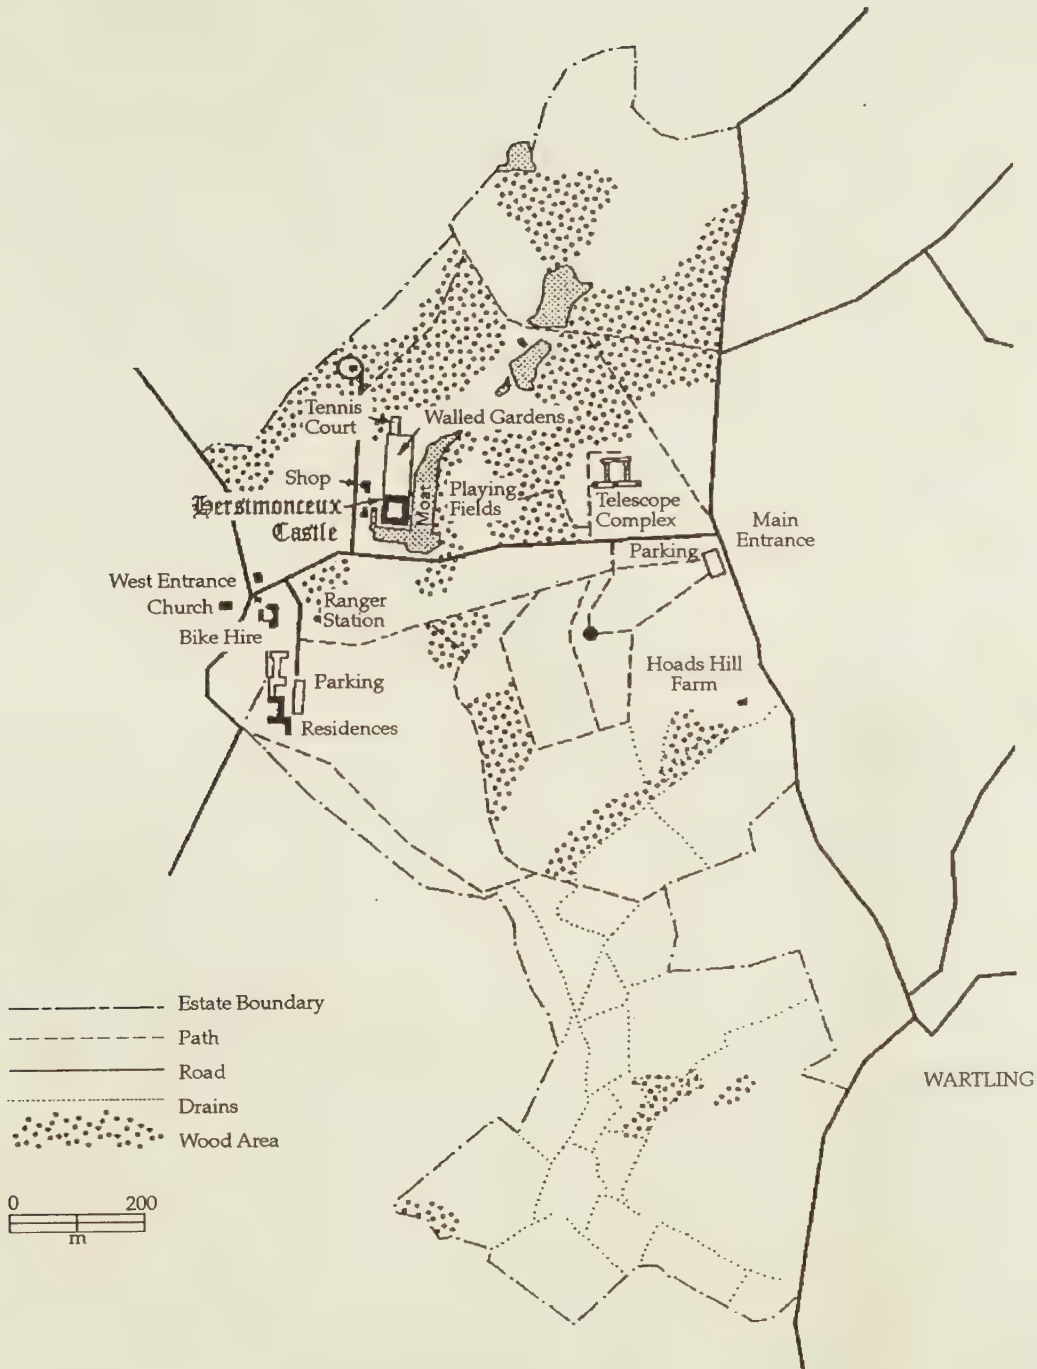 Tennis
Court
Walled Gardens
Shop
Herstmonceux
Castle
Moat
Playing
Fields
Telescope
Complex
Main
Entrance
Parking
West Entrance
Church
Bike Hire
Ranger
Station
Parking
Residences
Hoads Hill
Farm
Estate Boundary
Path
Road
Drains
Wood Area
WARTLING
0 200
m